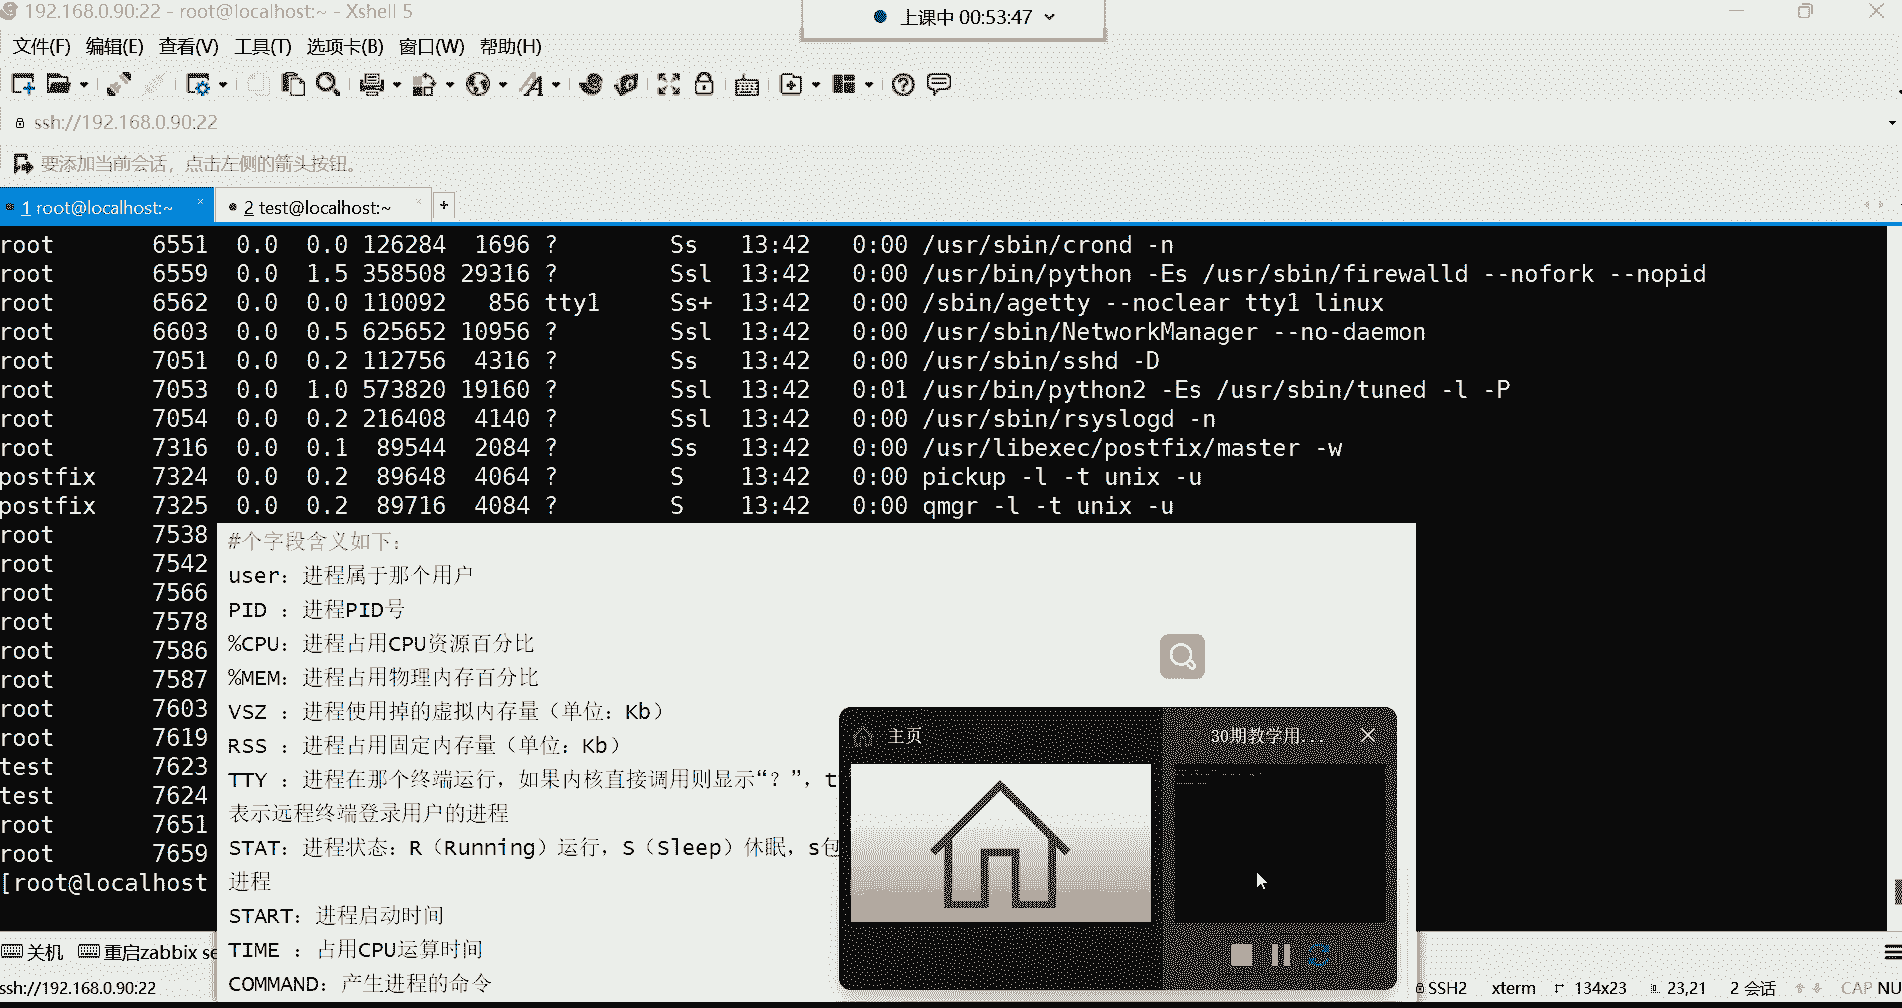 192.168.0.90:22 - root@localhost:~ - Xshell 5
上课中 00:53:47
文件(F) 编辑(E) 查看(V) 工具(T) 选项卡(B) 窗口(W) 帮助(H)
ssh://192.168.0.90:22
要添加当前会话，点击左侧的箭头按钮。
1 root@localhost:~ 2 test@localhost:~
root 6551 0.0 0.0 126284 1696 ? Ss 13:42 0:00 /usr/sbin/crond -n
root 6559 0.0 1.5 358508 29316 ? Ssl 13:42 0:00 /usr/bin/python -Es /usr/sbin/firewalld --nofork --nopid
root 6562 0.0 0.0 110092 856 tty1 Ss+ 13:42 0:00 /sbin/agetty --noclear tty1 linux
root 6603 0.0 0.5 625652 10956 ? Ssl 13:42 0:00 /usr/sbin/NetworkManager --no-daemon
root 7051 0.0 0.2 112756 4316 ? Ss 13:42 0:00 /usr/sbin/sshd -D
root 7053 0.0 1.0 573820 19160 ? Ssl 13:42 0:01 /usr/bin/python2 -Es /usr/sbin/tuned -l -P
root 7054 0.0 0.2 216408 4140 ? Ssl 13:42 0:00 /usr/sbin/rsyslogd -n
root 7316 0.0 0.1 89544 2084 ? Ss 13:42 0:00 /usr/libexec/postfix/master -w
postfix 7324 0.0 0.2 89648 4064 ? S 13:42 0:00 pickup -l -t unix -u
postfix 7325 0.0 0.2 89716 4084 ? S 13:42 0:00 qmgr -l -t unix -u
root 7538
root 7542
root 7566
root 7578
root 7586
root 7587
root 7603
root 7619
test 7623
test 7624
root 7651
root 7659
[root@localhost
#个字段含义如下：
user：进程属于那个用户
PID ：进程PID号
%CPU：进程占用CPU资源百分比
%MEM：进程占用物理内存百分比
VSZ ：进程使用掉的虚拟内存量（单位：Kb）
RSS ：进程占用固定内存量（单位：Kb）
TTY ：进程在那个终端运行，如果内核直接调用则显示“？”，t
表示远程终端登录用户的进程
STAT：进程状态：R（Running）运行，S（Sleep）休眠，s包
进程
START：进程启动时间
TIME ：占用CPU运算时间
COMMAND：产生进程的命令
主页
30期教学用...
关机 重启zabbix se
ssh://192.168.0.90:22 SSH2 xterm 134x23 23,21 2 会话 CAP NU